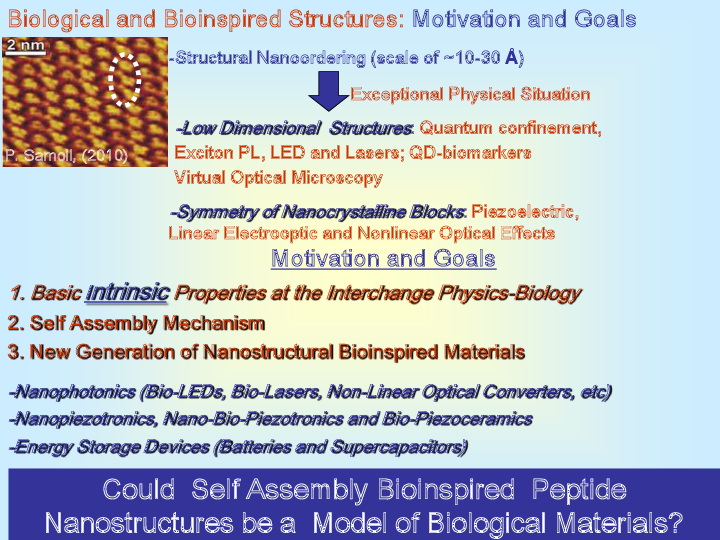 Biological and Bioinspired Structures: Motivation and Goals
2 nm
-Structural Nanoordering (scale of ~10-30 Å)
Exceptional Physical Situation
-Low Dimensional Structures: Quantum confinement,
P. Samoli, (2010)
Exciton PL, LED and Lasers; QD-biomarkers
Virtual Optical Microscopy
-Symmetry of Nanocrystalline Blocks: Piezoelectric,
Linear Electrooptic and Nonlinear Optical Effects
Motivation and Goals
1. Basic Intrinsic Properties at the Interchange Physics-Biology
2. Self Assembly Mechanism
3. New Generation of Nanostructural Bioinspired Materials
-Nanophotonics (Bio-LEDs, Bio-Lasers, Non-Linear Optical Converters, etc)
-Nanopiezotronics, Nano-Bio-Piezotronics and Bio-Piezoceramics
-Energy Storage Devices (Batteries and Supercapacitors)
Could Self Assembly Bioinspired Peptide
Nanostructures be a Model of Biological Materials?